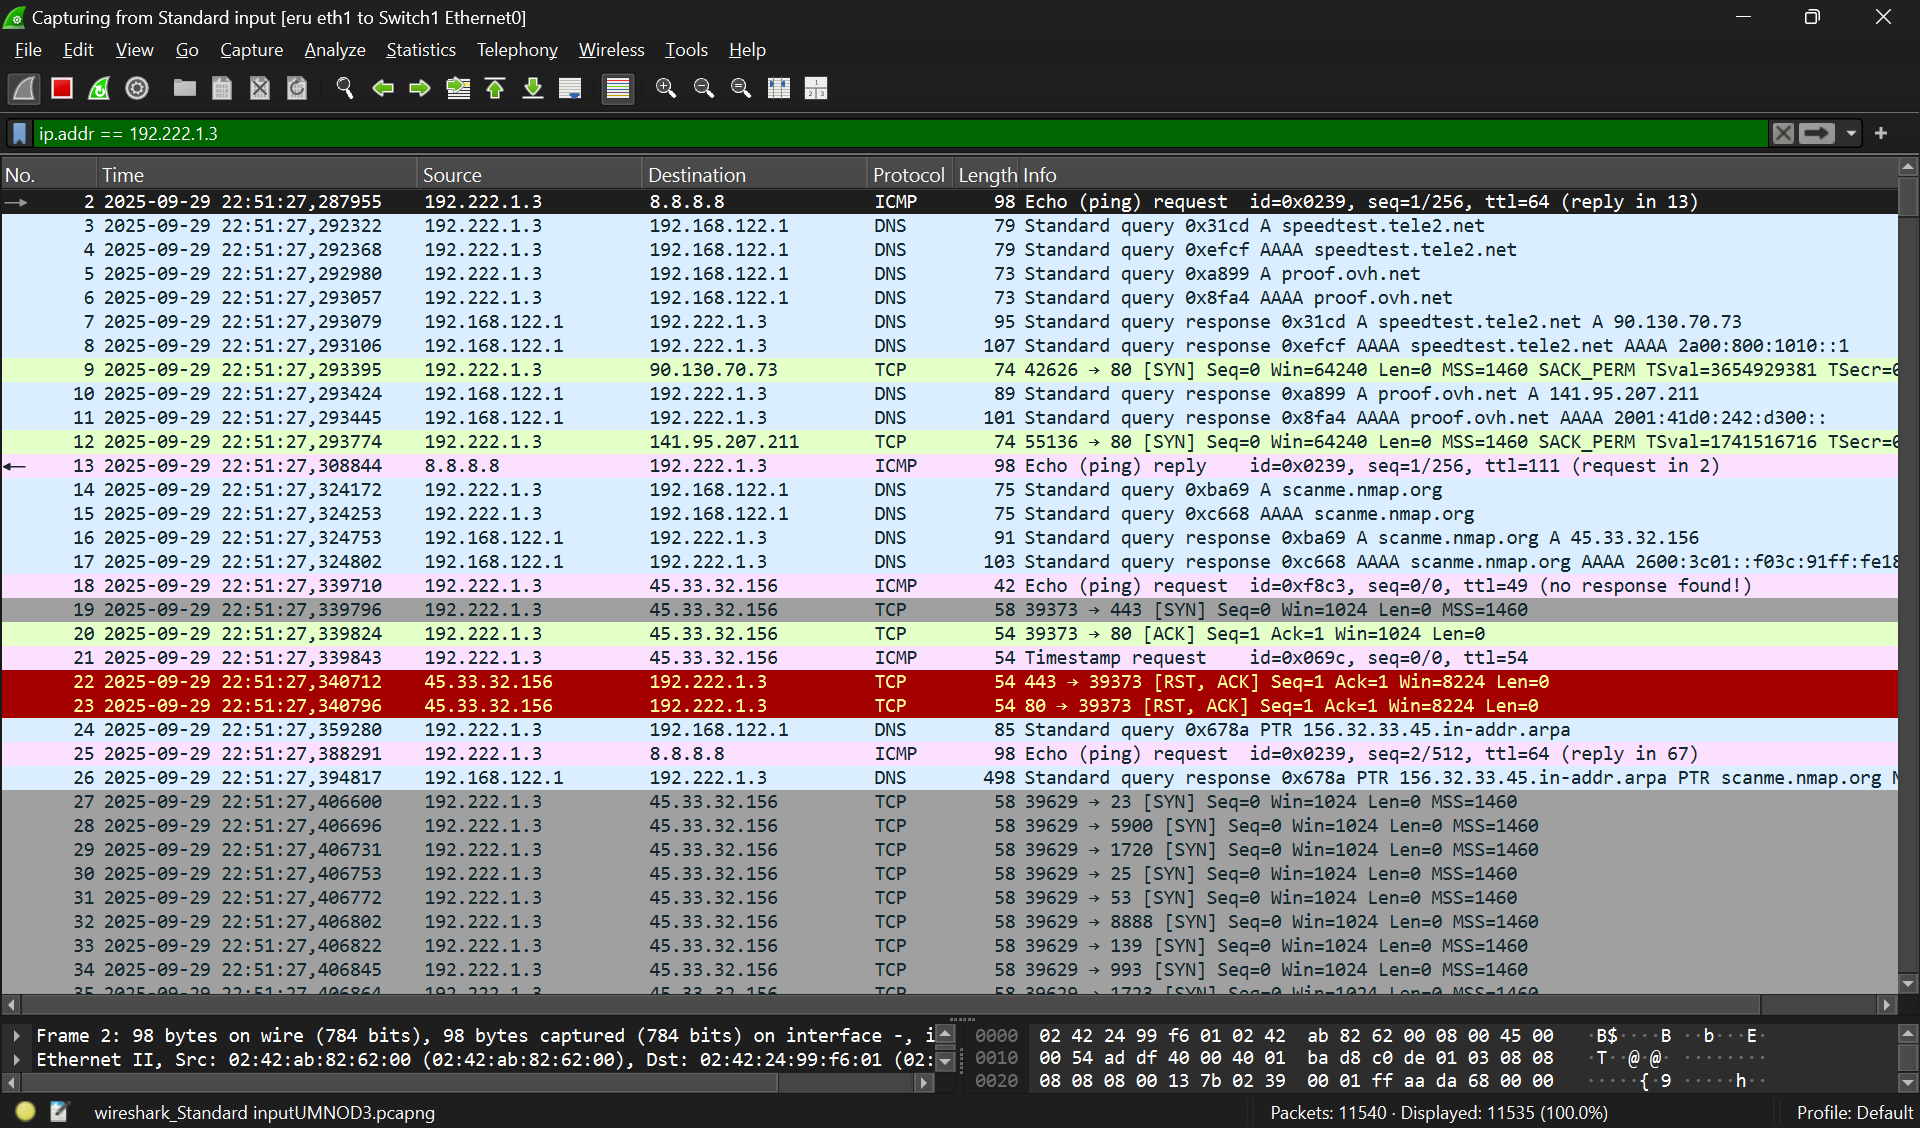 Capturing from Standard input [eru eth1 to Switch1 Ethernet0]
File Edit View Go Capture Analyze Statistics Telephony Wireless Tools Help
ip.addr == 192.222.1.3
No. Time Source Destination Protocol Length Info
2 2025-09-29 22:51:27,287955 192.222.1.3 8.8.8.8 ICMP 98 Echo (ping) request id=0x0239, seq=1/256, ttl=64 (reply in 13)
3 2025-09-29 22:51:27,292322 192.222.1.3 192.168.122.1 DNS 79 Standard query 0x31cd A speedtest.tele2.net
4 2025-09-29 22:51:27,292368 192.222.1.3 192.168.122.1 DNS 79 Standard query 0xefcf AAAA speedtest.tele2.net
5 2025-09-29 22:51:27,292980 192.222.1.3 192.168.122.1 DNS 73 Standard query 0xa899 A proof.ovh.net
6 2025-09-29 22:51:27,293057 192.222.1.3 192.168.122.1 DNS 73 Standard query 0x8fa4 AAAA proof.ovh.net
7 2025-09-29 22:51:27,293079 192.168.122.1 192.222.1.3 DNS 95 Standard query response 0x31cd A speedtest.tele2.net A 90.130.70.73
8 2025-09-29 22:51:27,293106 192.168.122.1 192.222.1.3 DNS 107 Standard query response 0xefcf AAAA speedtest.tele2.net AAAA 2a00:800:1010::1
9 2025-09-29 22:51:27,293395 192.222.1.3 90.130.70.73 TCP 74 42626 → 80 [SYN] Seq=0 Win=64240 Len=0 MSS=1460 SACK_PERM TSval=3654929381 TSecr=0
10 2025-09-29 22:51:27,293424 192.168.122.1 192.222.1.3 DNS 89 Standard query response 0xa899 A proof.ovh.net A 141.95.207.211
11 2025-09-29 22:51:27,293445 192.168.122.1 192.222.1.3 DNS 101 Standard query response 0x8fa4 AAAA proof.ovh.net AAAA 2001:41d0:242:d300::
12 2025-09-29 22:51:27,293774 192.222.1.3 141.95.207.211 TCP 74 55136 → 80 [SYN] Seq=0 Win=64240 Len=0 MSS=1460 SACK_PERM TSval=1741516716 TSecr=0
13 2025-09-29 22:51:27,308844 8.8.8.8 192.222.1.3 ICMP 98 Echo (ping) reply id=0x0239, seq=1/256, ttl=111 (request in 2)
14 2025-09-29 22:51:27,324172 192.222.1.3 192.168.122.1 DNS 75 Standard query 0xba69 A scanme.nmap.org
15 2025-09-29 22:51:27,324253 192.222.1.3 192.168.122.1 DNS 75 Standard query 0xc668 AAAA scanme.nmap.org
16 2025-09-29 22:51:27,324753 192.168.122.1 192.222.1.3 DNS 91 Standard query response 0xba69 A scanme.nmap.org A 45.33.32.156
17 2025-09-29 22:51:27,324802 192.168.122.1 192.222.1.3 DNS 103 Standard query response 0xc668 AAAA scanme.nmap.org AAAA 2600:3c01::f03c:91ff:fe18
18 2025-09-29 22:51:27,339710 192.222.1.3 45.33.32.156 ICMP 42 Echo (ping) request id=0xf8c3, seq=0/0, ttl=49 (no response found!)
19 2025-09-29 22:51:27,339796 192.222.1.3 45.33.32.156 TCP 58 39373 → 443 [SYN] Seq=0 Win=1024 Len=0 MSS=1460
20 2025-09-29 22:51:27,339824 192.222.1.3 45.33.32.156 TCP 54 39373 → 80 [ACK] Seq=1 Ack=1 Win=1024 Len=0
21 2025-09-29 22:51:27,339843 192.222.1.3 45.33.32.156 ICMP 54 Timestamp request id=0x069c, seq=0/0, ttl=54
22 2025-09-29 22:51:27,340712 45.33.32.156 192.222.1.3 TCP 54 443 → 39373 [RST, ACK] Seq=1 Ack=1 Win=8224 Len=0
23 2025-09-29 22:51:27,340796 45.33.32.156 192.222.1.3 TCP 54 80 → 39373 [RST, ACK] Seq=1 Ack=1 Win=8224 Len=0
24 2025-09-29 22:51:27,359280 192.222.1.3 192.168.122.1 DNS 85 Standard query 0x678a PTR 156.32.33.45.in-addr.arpa
25 2025-09-29 22:51:27,388291 192.222.1.3 8.8.8.8 ICMP 98 Echo (ping) request id=0x0239, seq=2/512, ttl=64 (reply in 67)
26 2025-09-29 22:51:27,394817 192.168.122.1 192.222.1.3 DNS 498 Standard query response 0x678a PTR 156.32.33.45.in-addr.arpa PTR scanme.nmap.org N
27 2025-09-29 22:51:27,406600 192.222.1.3 45.33.32.156 TCP 58 39629 → 23 [SYN] Seq=0 Win=1024 Len=0 MSS=1460
28 2025-09-29 22:51:27,406696 192.222.1.3 45.33.32.156 TCP 58 39629 → 5900 [SYN] Seq=0 Win=1024 Len=0 MSS=1460
29 2025-09-29 22:51:27,406731 192.222.1.3 45.33.32.156 TCP 58 39629 → 1720 [SYN] Seq=0 Win=1024 Len=0 MSS=1460
30 2025-09-29 22:51:27,406753 192.222.1.3 45.33.32.156 TCP 58 39629 → 25 [SYN] Seq=0 Win=1024 Len=0 MSS=1460
31 2025-09-29 22:51:27,406772 192.222.1.3 45.33.32.156 TCP 58 39629 → 53 [SYN] Seq=0 Win=1024 Len=0 MSS=1460
32 2025-09-29 22:51:27,406802 192.222.1.3 45.33.32.156 TCP 58 39629 → 8888 [SYN] Seq=0 Win=1024 Len=0 MSS=1460
33 2025-09-29 22:51:27,406822 192.222.1.3 45.33.32.156 TCP 58 39629 → 139 [SYN] Seq=0 Win=1024 Len=0 MSS=1460
34 2025-09-29 22:51:27,406845 192.222.1.3 45.33.32.156 TCP 58 39629 → 993 [SYN] Seq=0 Win=1024 Len=0 MSS=1460
35 2025-09-29 22:51:27,406864 192.222.1.3 45.33.32.156 TCP 58 39629 → 1723 [SYN] Seq=0 Win=1024 Len=0 MSS=1460
Frame 2: 98 bytes on wire (784 bits), 98 bytes captured (784 bits) on interface -, i
Ethernet II, Src: 02:42:ab:82:62:00 (02:42:ab:82:62:00), Dst: 02:42:24:99:f6:01 (02:
0000 02 42 24 99 f6 01 02 42 ab 82 62 00 08 00 45 00 ·B$····B ··b···E·
0010 00 54 ad df 40 00 40 01 ba d8 c0 de 01 03 08 08 ·T··@·@· ········
0020 08 08 08 00 13 7b 02 39 00 01 ff aa da 68 00 00 ·····{·9 ·····h··
wireshark_Standard inputUMNOD3.pcapng
Packets: 11540 · Displayed: 11535 (100.0%)
Profile: Default